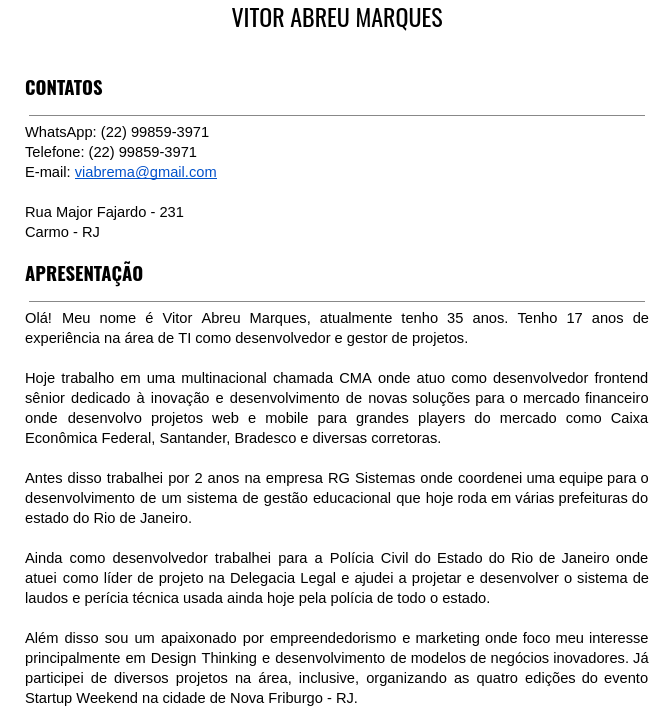 VITOR ABREU MARQUES
CONTATOS
WhatsApp: (22) 99859-3971
Telefone: (22) 99859-3971
E-mail: viabrema@gmail.com
Rua Major Fajardo - 231
Carmo - RJ
APRESENTAÇÃO
Olá! Meu nome é Vitor Abreu Marques, atualmente tenho 35 anos. Tenho 17 anos de
experiência na área de TI como desenvolvedor e gestor de projetos.
Hoje trabalho em uma multinacional chamada CMA onde atuo como desenvolvedor frontend
sênior dedicado à inovação e desenvolvimento de novas soluções para o mercado financeiro
onde desenvolvo projetos web e mobile para grandes players do mercado como Caixa
Econômica Federal, Santander, Bradesco e diversas corretoras.
Antes disso trabalhei por 2 anos na empresa RG Sistemas onde coordenei uma equipe para o
desenvolvimento de um sistema de gestão educacional que hoje roda em várias prefeituras do
estado do Rio de Janeiro.
Ainda como desenvolvedor trabalhei para a Polícia Civil do Estado do Rio de Janeiro onde
atuei como líder de projeto na Delegacia Legal e ajudei a projetar e desenvolver o sistema de
laudos e perícia técnica usada ainda hoje pela polícia de todo o estado.
Além disso sou um apaixonado por empreendedorismo e marketing onde foco meu interesse
principalmente em Design Thinking e desenvolvimento de modelos de negócios inovadores. Já
participei de diversos projetos na área, inclusive, organizando as quatro edições do evento
Startup Weekend na cidade de Nova Friburgo - RJ.